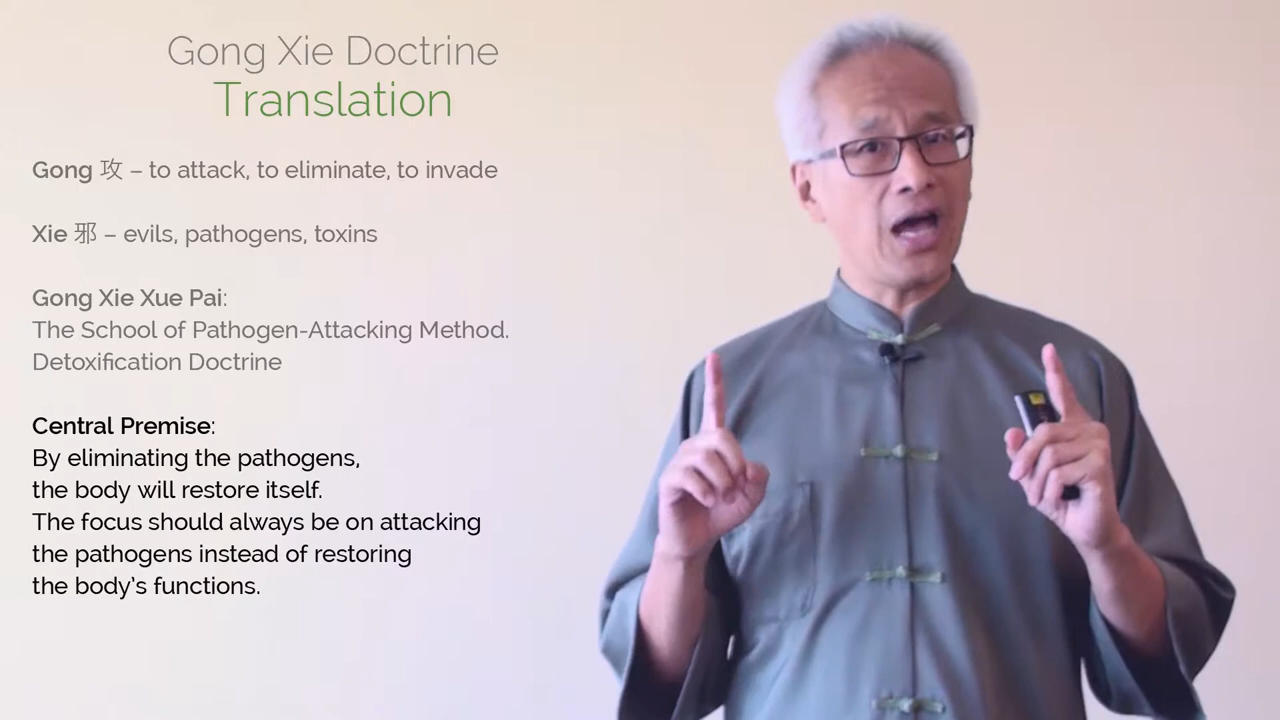 Gong Xie Doctrine
Translation
Gong 攻 – to attack, to eliminate, to invade
Xie 邪 – evils, pathogens, toxins
Gong Xie Xue Pai:
The School of Pathogen-Attacking Method.
Detoxification Doctrine
Central Premise:
By eliminating the pathogens,
the body will restore itself.
The focus should always be on attacking
the pathogens instead of restoring
the body’s functions.